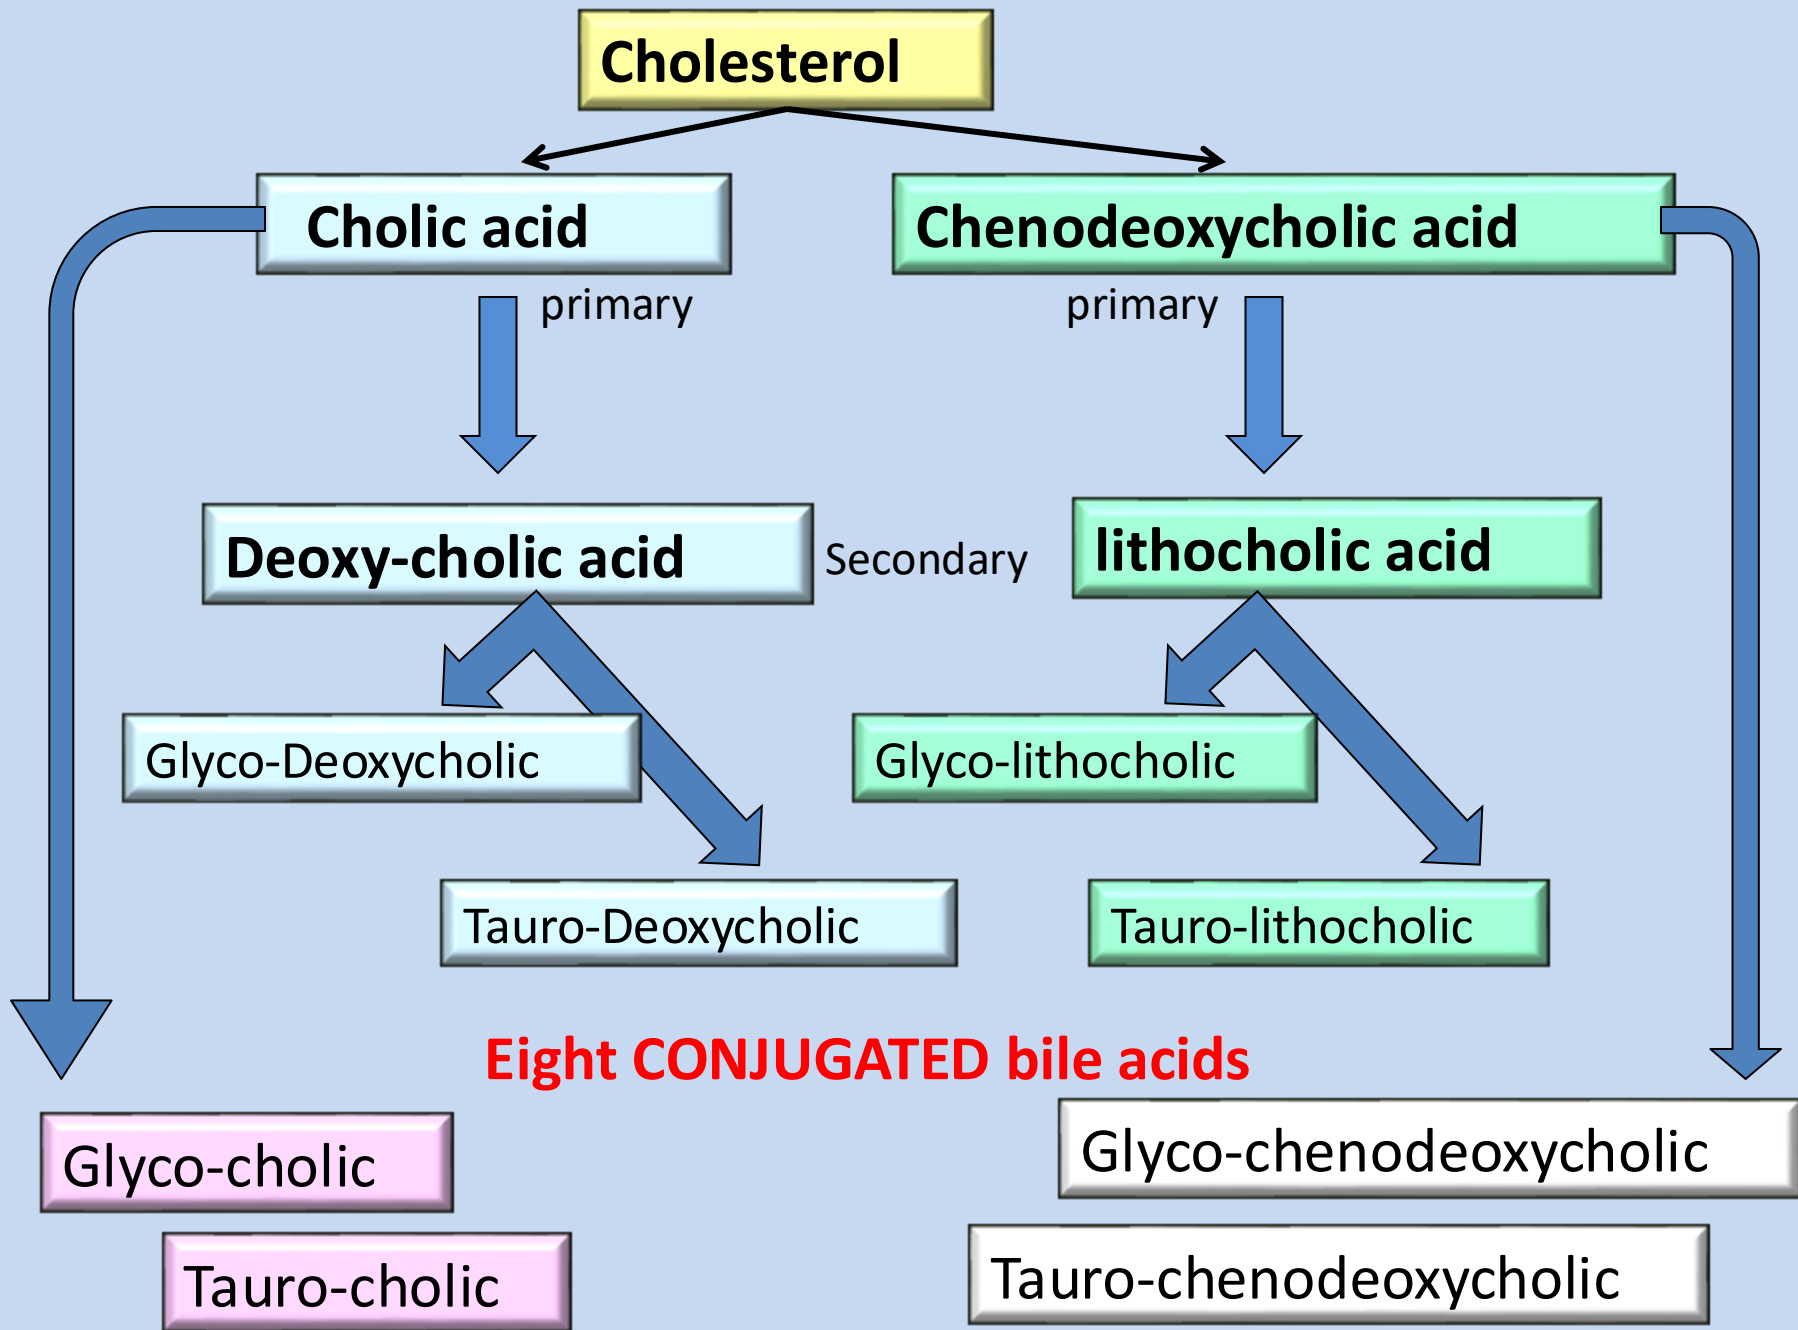 Cholesterol
Cholic acid
Chenodeoxycholic acid
primary
primary
Deoxy-cholic acid
Secondary
lithocholic acid
Glyco-Deoxycholic
Glyco-lithocholic
Tauro-Deoxycholic
Tauro-lithocholic
Eight CONJUGATED bile acids
Glyco-cholic
Glyco-chenodeoxycholic
Tauro-cholic
Tauro-chenodeoxycholic